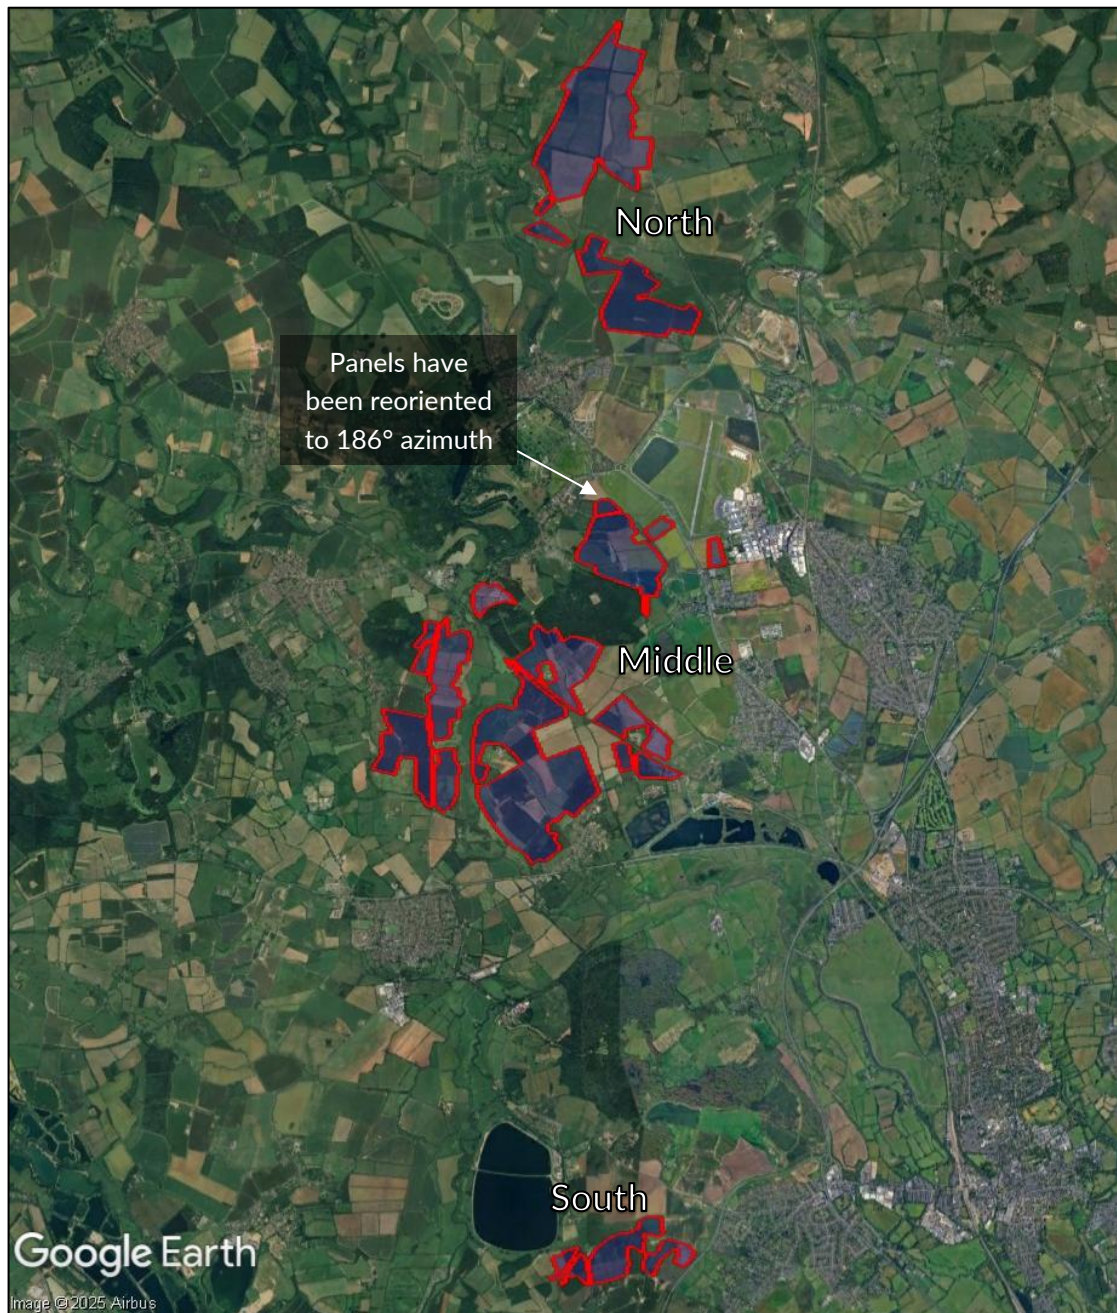 North
Panels have
been reoriented
to 186° azimuth
Middle
South
Google Earth
Image © 2025 Airbus